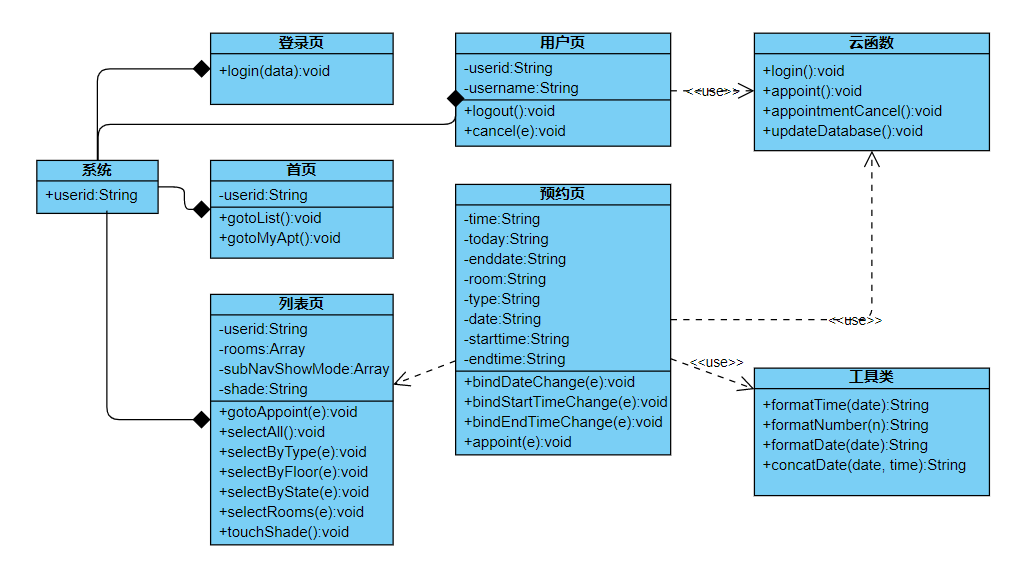 登录页
+login(data):void
用户页
-userid:String
-username:String
+logout():void
+cancel(e):void
<<use>>
云函数
+login():void
+appoint():void
+appointmentCancel():void
+updateDatabase():void
系统
+userid:String
首页
-userid:String
+gotoList():void
+gotoMyApt():void
预约页
-time:String
-today:String
-enddate:String
-room:String
-type:String
-date:String
-starttime:String
-endtime:String
+bindDateChange(e):void
+bindStartTimeChange(e):void
+bindEndTimeChange(e):void
+appoint(e):void
<<use>>
<<use>>
列表页
-userid:String
-rooms:Array
-subNavShowMode:Array
-shade:String
+gotoAppoint(e):void
+selectAll():void
+selectByType(e):void
+selectByFloor(e):void
+selectByState(e):void
+selectRooms(e):void
+touchShade():void
工具类
+formatTime(date):String
+formatNumber(n):String
+formatDate(date):String
+concatDate(date, time):String